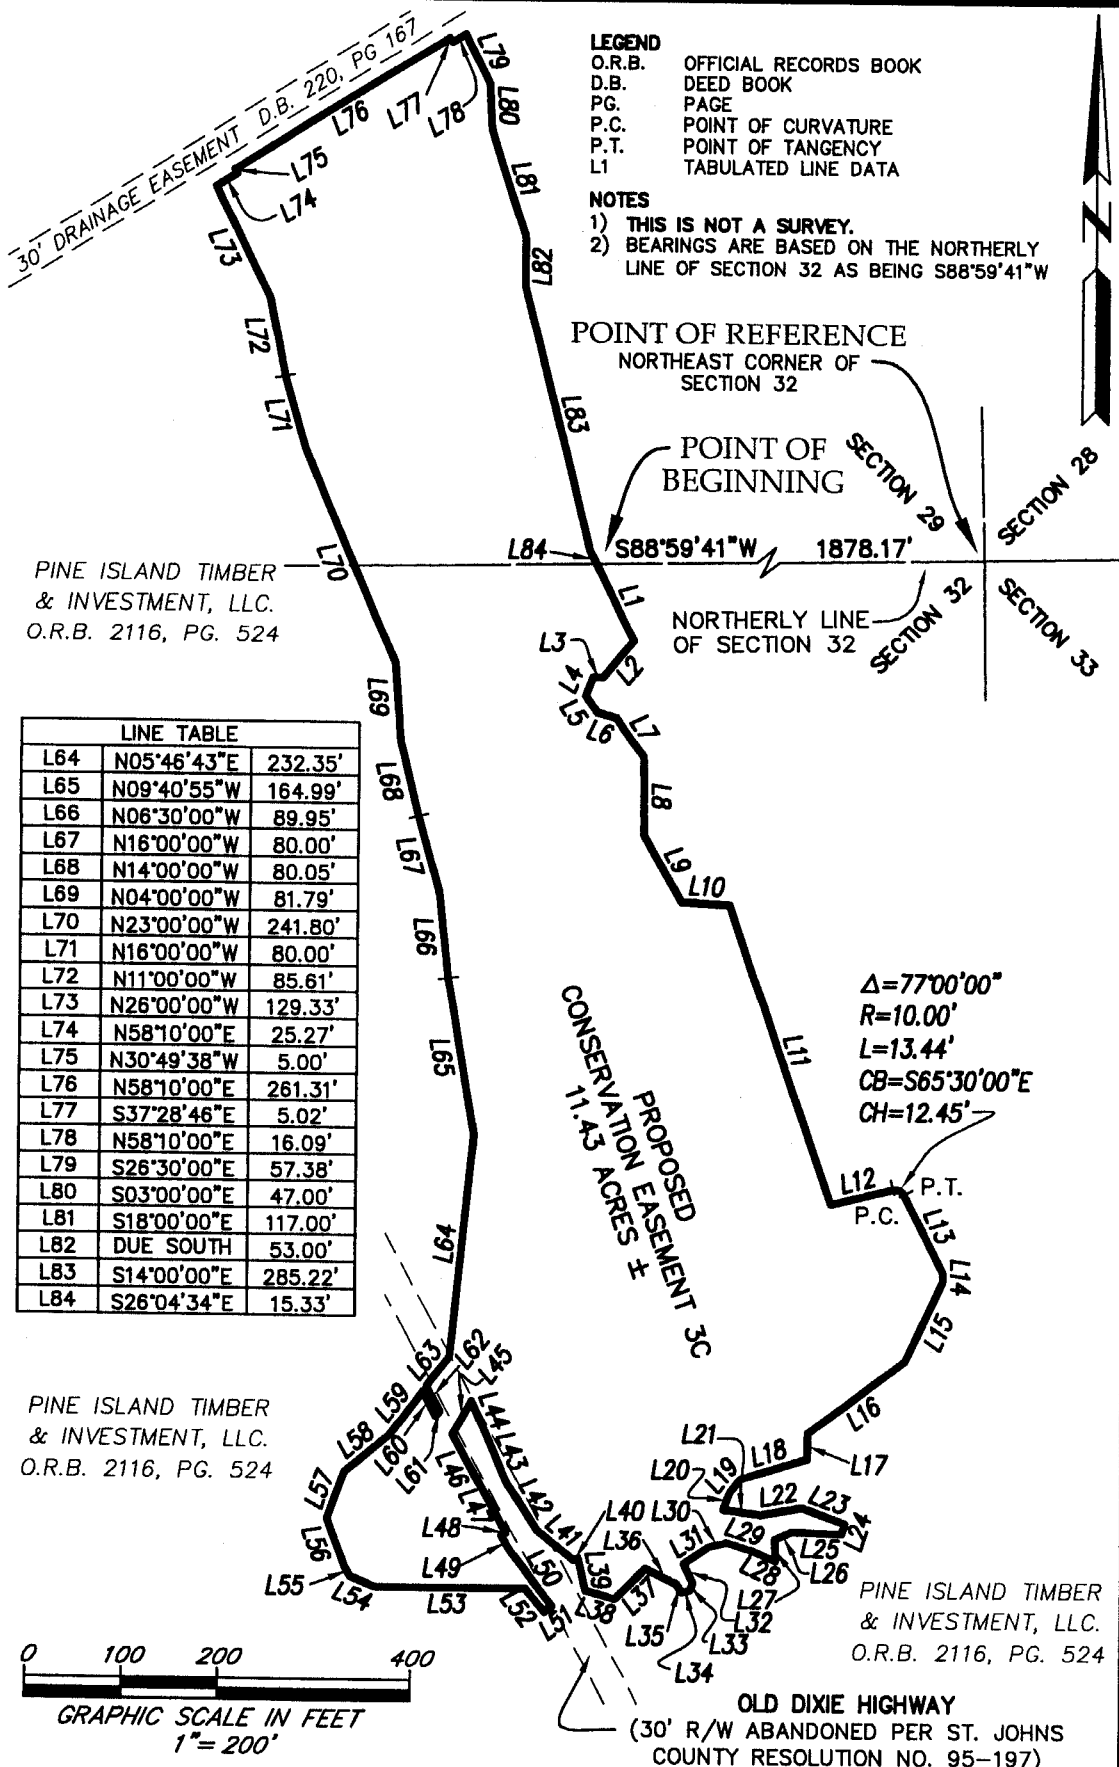 LEGEND
O.R.B. OFFICIAL RECORDS BOOK
D.B. DEED BOOK
PG. PAGE
P.C. POINT OF CURVATURE
P.T. POINT OF TANGENCY
L1 TABULATED LINE DATA
NOTES
1) THIS IS NOT A SURVEY.
2) BEARINGS ARE BASED ON THE NORTHERLY
LINE OF SECTION 32 AS BEING S88°59'41"W
N
30' DRAINAGE EASEMENT D.B. 220, PG 167
L79
L77
L78
L76
L80
L75
L74
L81
L73
L82
L72
L71
L83
POINT OF REFERENCE
NORTHEAST CORNER OF
SECTION 32
POINT OF
BEGINNING
SECTION 29
SECTION 28
L84
S88°59'41"W 1878.17'
L70
PINE ISLAND TIMBER
& INVESTMENT, LLC.
O.R.B. 2116, PG. 524
L1
NORTHERLY LINE
OF SECTION 32
SECTION 32
SECTION 33
L3
L2
L4
L5
L6
L7
L69
L68
L8
L67
L9
L10
L66
LINE TABLE
L64 N05°46'43"E 232.35'
L65 N09°40'55"W 164.99'
L66 N06°30'00"W 89.95'
L67 N16°00'00"W 80.00'
L68 N14°00'00"W 80.05'
L69 N04°00'00"W 81.79'
L70 N23°00'00"W 241.80'
L71 N16°00'00"W 80.00'
L72 N11°00'00"W 85.61'
L73 N26°00'00"W 129.33'
L74 N58°10'00"E 25.27'
L75 N30°49'38"W 5.00'
L76 N58°10'00"E 261.31'
L77 S37°28'46"E 5.02'
L78 N58°10'00"E 16.09'
L79 S26°30'00"E 57.38'
L80 S03°00'00"E 47.00'
L81 S18°00'00"E 117.00'
L82 DUE SOUTH 53.00'
L83 S14°00'00"E 285.22'
L84 S26°04'34"E 15.33'
L65
L11
Δ=77°00'00"
R=10.00'
L=13.44'
CB=S65°30'00"E
CH=12.45'
PROPOSED
CONSERVATION EASEMENT 3C
11.43 ACRES ±
L12
P.C.
P.T.
L13
L14
L15
L64
L16
L17
L63
L62
L45
L59
L60
L61
L58
L57
L56
L55
L54
L53
L52
L51
L50
L49
L48
L47
L46
L44
L43
L42
L41
L40
L39
L38
L37
L36
L35
L34
L33
L32
L31
L30
L29
L28
L27
L26
L25
L24
L23
L22
L21
L20
L19
L18
PINE ISLAND TIMBER
& INVESTMENT, LLC.
O.R.B. 2116, PG. 524
PINE ISLAND TIMBER
& INVESTMENT, LLC.
O.R.B. 2116, PG. 524
0 100 200 400
GRAPHIC SCALE IN FEET
1"= 200'
OLD DIXIE HIGHWAY
(30' R/W ABANDONED PER ST. JOHNS
COUNTY RESOLUTION NO. 95-197)